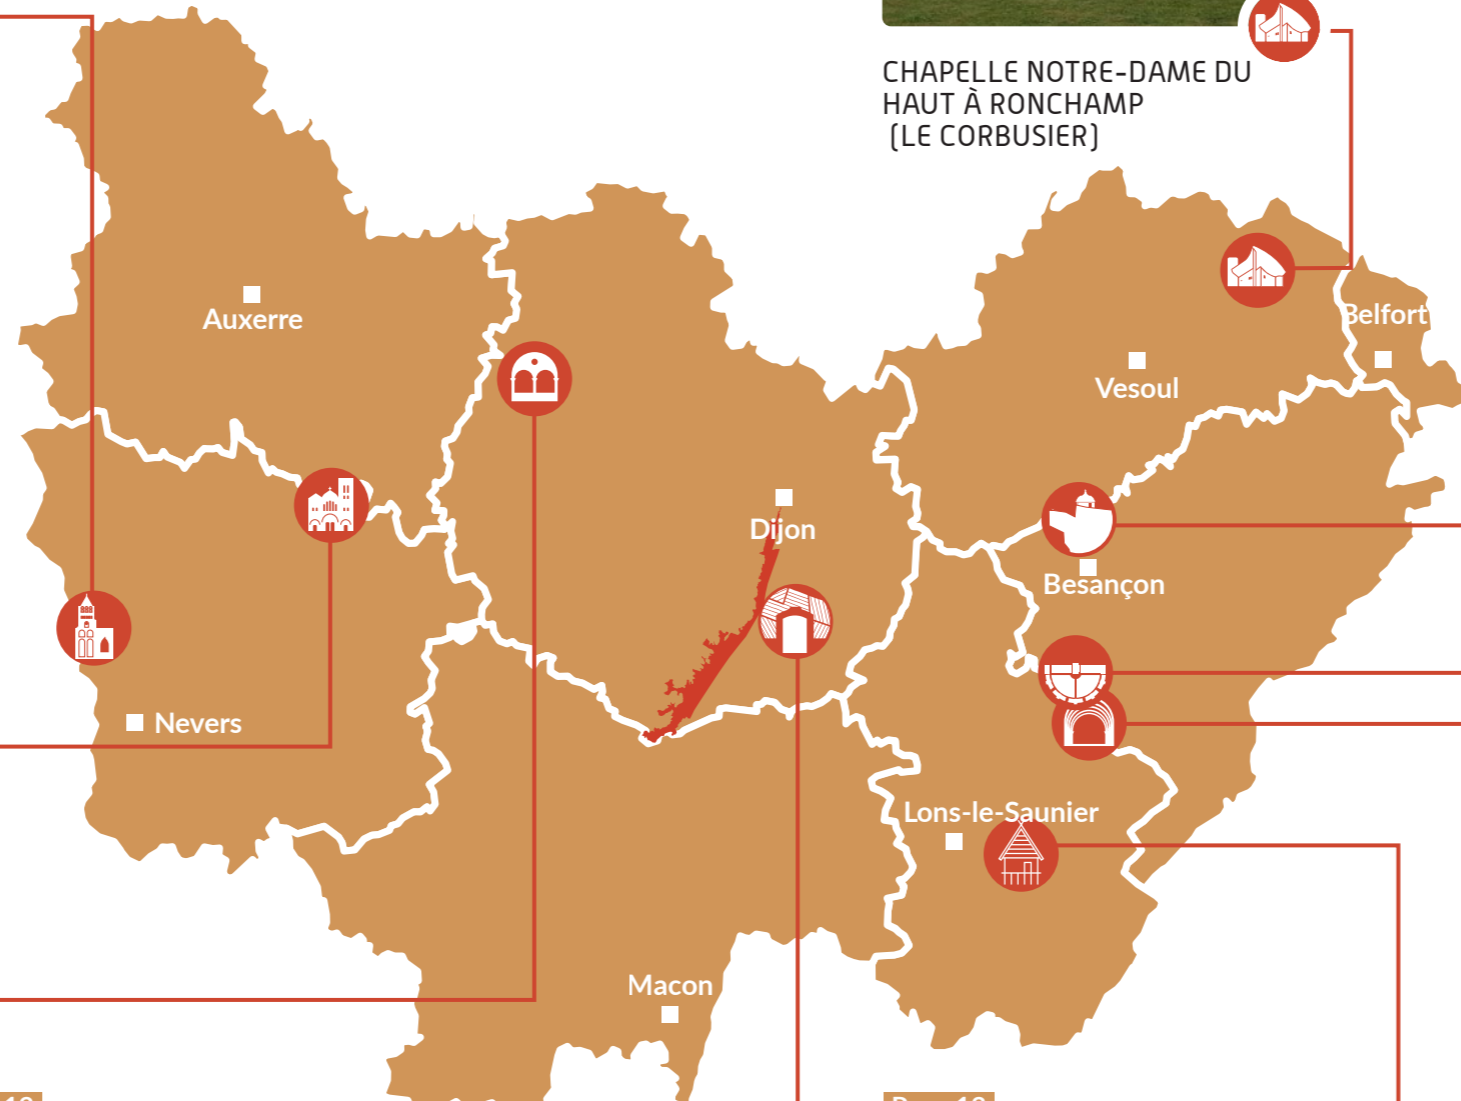 CHAPELLE NOTRE-DAME DU
HAUT À RONCHAMP
(LE CORBUSIER)
Auxerre
Belfort
Vesoul
Dijon
Besançon
Nevers
Lons-le-Saunier
Macon